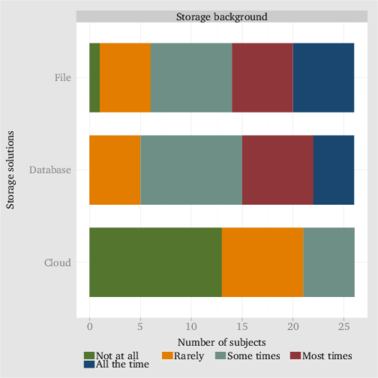 Storage background
File
Database
Cloud
Storage solutions
0 5 10 15 20 25
Number of subjects
Not at all Rarely Some times Most times
All the time